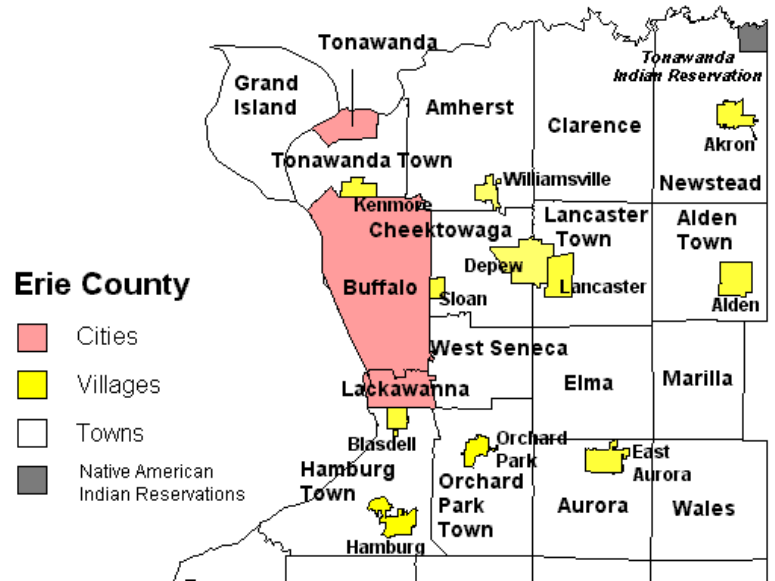 Tonawanda
Grand
Island
Tonawanda
Indian Reservation
Amherst
Clarence
Akron
Tonawanda Town
Williamsville
Newstead
Kenmore
Lancaster
Town
Alden
Town
Cheektowaga
Depew
Erie County
Buffalo
Sloan
Lancaster
Alden
Cities
West Seneca
Villages
Lackawanna
Elma
Marilla
Towns
Blasdell
Orchard
Park
East
Aurora
Native American
Indian Reservations
Hamburg
Town
Orchard
Park
Town
Aurora
Wales
Hamburg